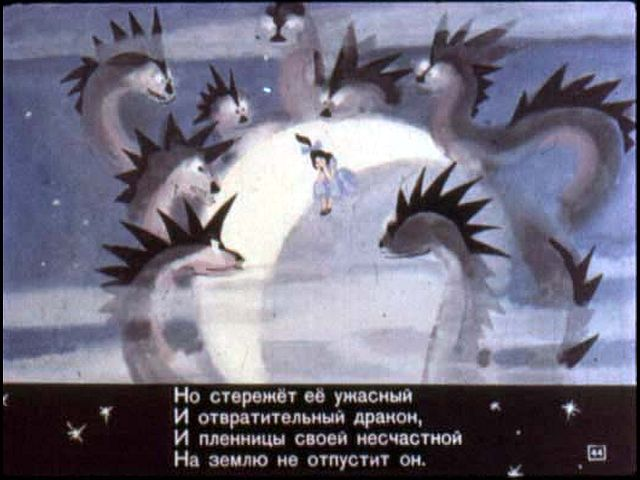 Но стережёт её ужасный
И отвратительный дракон,
И пленницы своей несчастной
На землю не отпустит он.
44